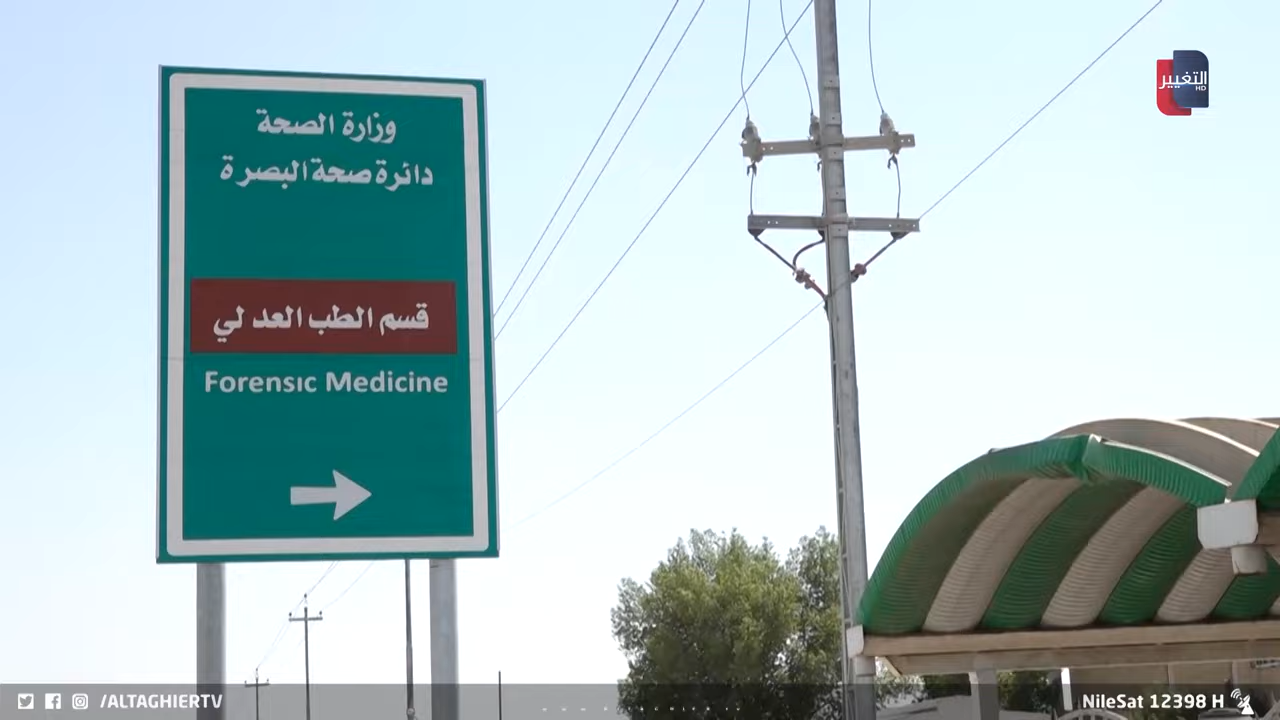 وزارة الصحة
دائرة صحة البصرة
قسم الطب العدلي
Forensic Medicine
التغيير
HD
/ALTAGHIERTV
NileSat 12398 H